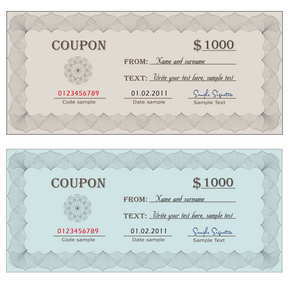 COUPON $1000
FROM: Name and surname
TEXT: Write your text here, sample text
0123456789 01.02.2011 Sample Signature
Code sample Date sample Sample Text
COUPON $1000
FROM: Name and surname
TEXT: Write your text here, sample text
0123456789 01.02.2011 Sample Signature
Code sample Date sample Sample Text